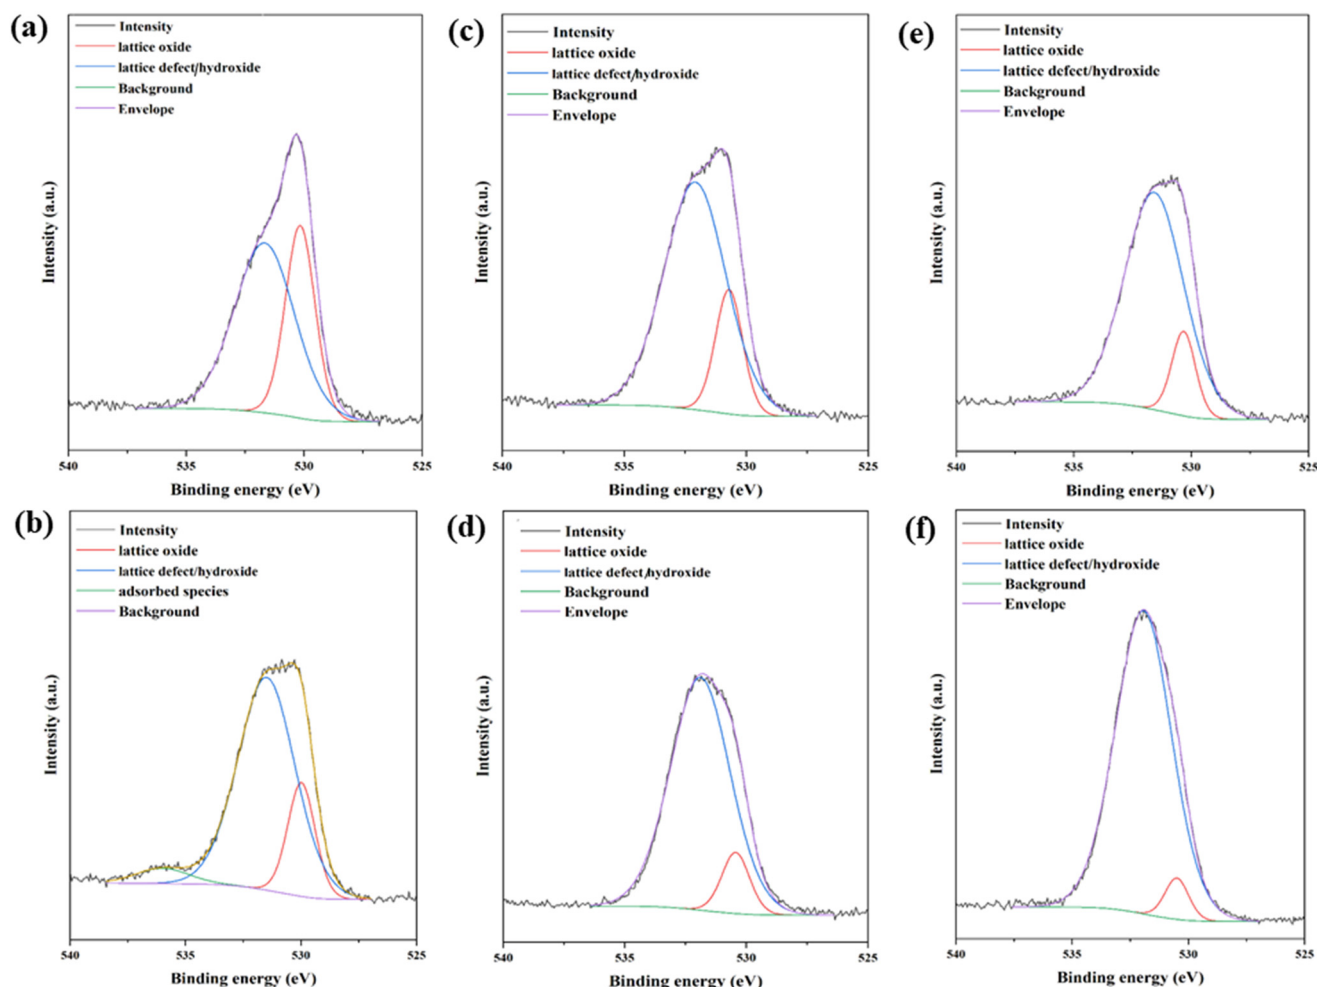 (a)
Intensity
lattice oxide
lattice defect/hydroxide
Background
Envelope
Intensity (a.u.)
540 535 530 525
Binding energy (eV)
(c)
Intensity
lattice oxide
lattice defect/hydroxide
Background
Envelope
Intensity (a.u.)
540 535 530 525
Binding energy (eV)
(e)
Intensity
lattice oxide
lattice defect/hydroxide
Background
Envelope
Intensity (a.u.)
540 535 530 525
Binding energy (eV)
(b)
Intensity
lattice oxide
lattice defect/hydroxide
adsorbed species
Background
Intensity (a.u.)
540 535 530 525
Binding energy (eV)
(d)
Intensity
lattice oxide
lattice defect/hydroxide
Background
Envelope
Intensity (a.u.)
540 535 530 525
Binding energy (eV)
(f)
Intensity
lattice oxide
lattice defect/hydroxide
Background
Envelope
Intensity (a.u.)
540 535 530 525
Binding energy (eV)